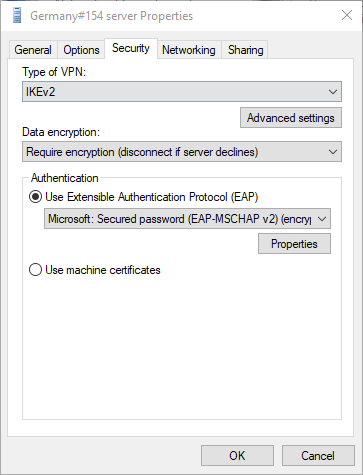 Germany#154 server Properties
General Options Security Networking Sharing
Type of VPN:
IKEv2
Advanced settings
Data encryption:
Require encryption (disconnect if server declines)
Authentication
Use Extensible Authentication Protocol (EAP)
Microsoft: Secured password (EAP-MSCHAP v2) (encryp
Properties
Use machine certificates
OK Cancel